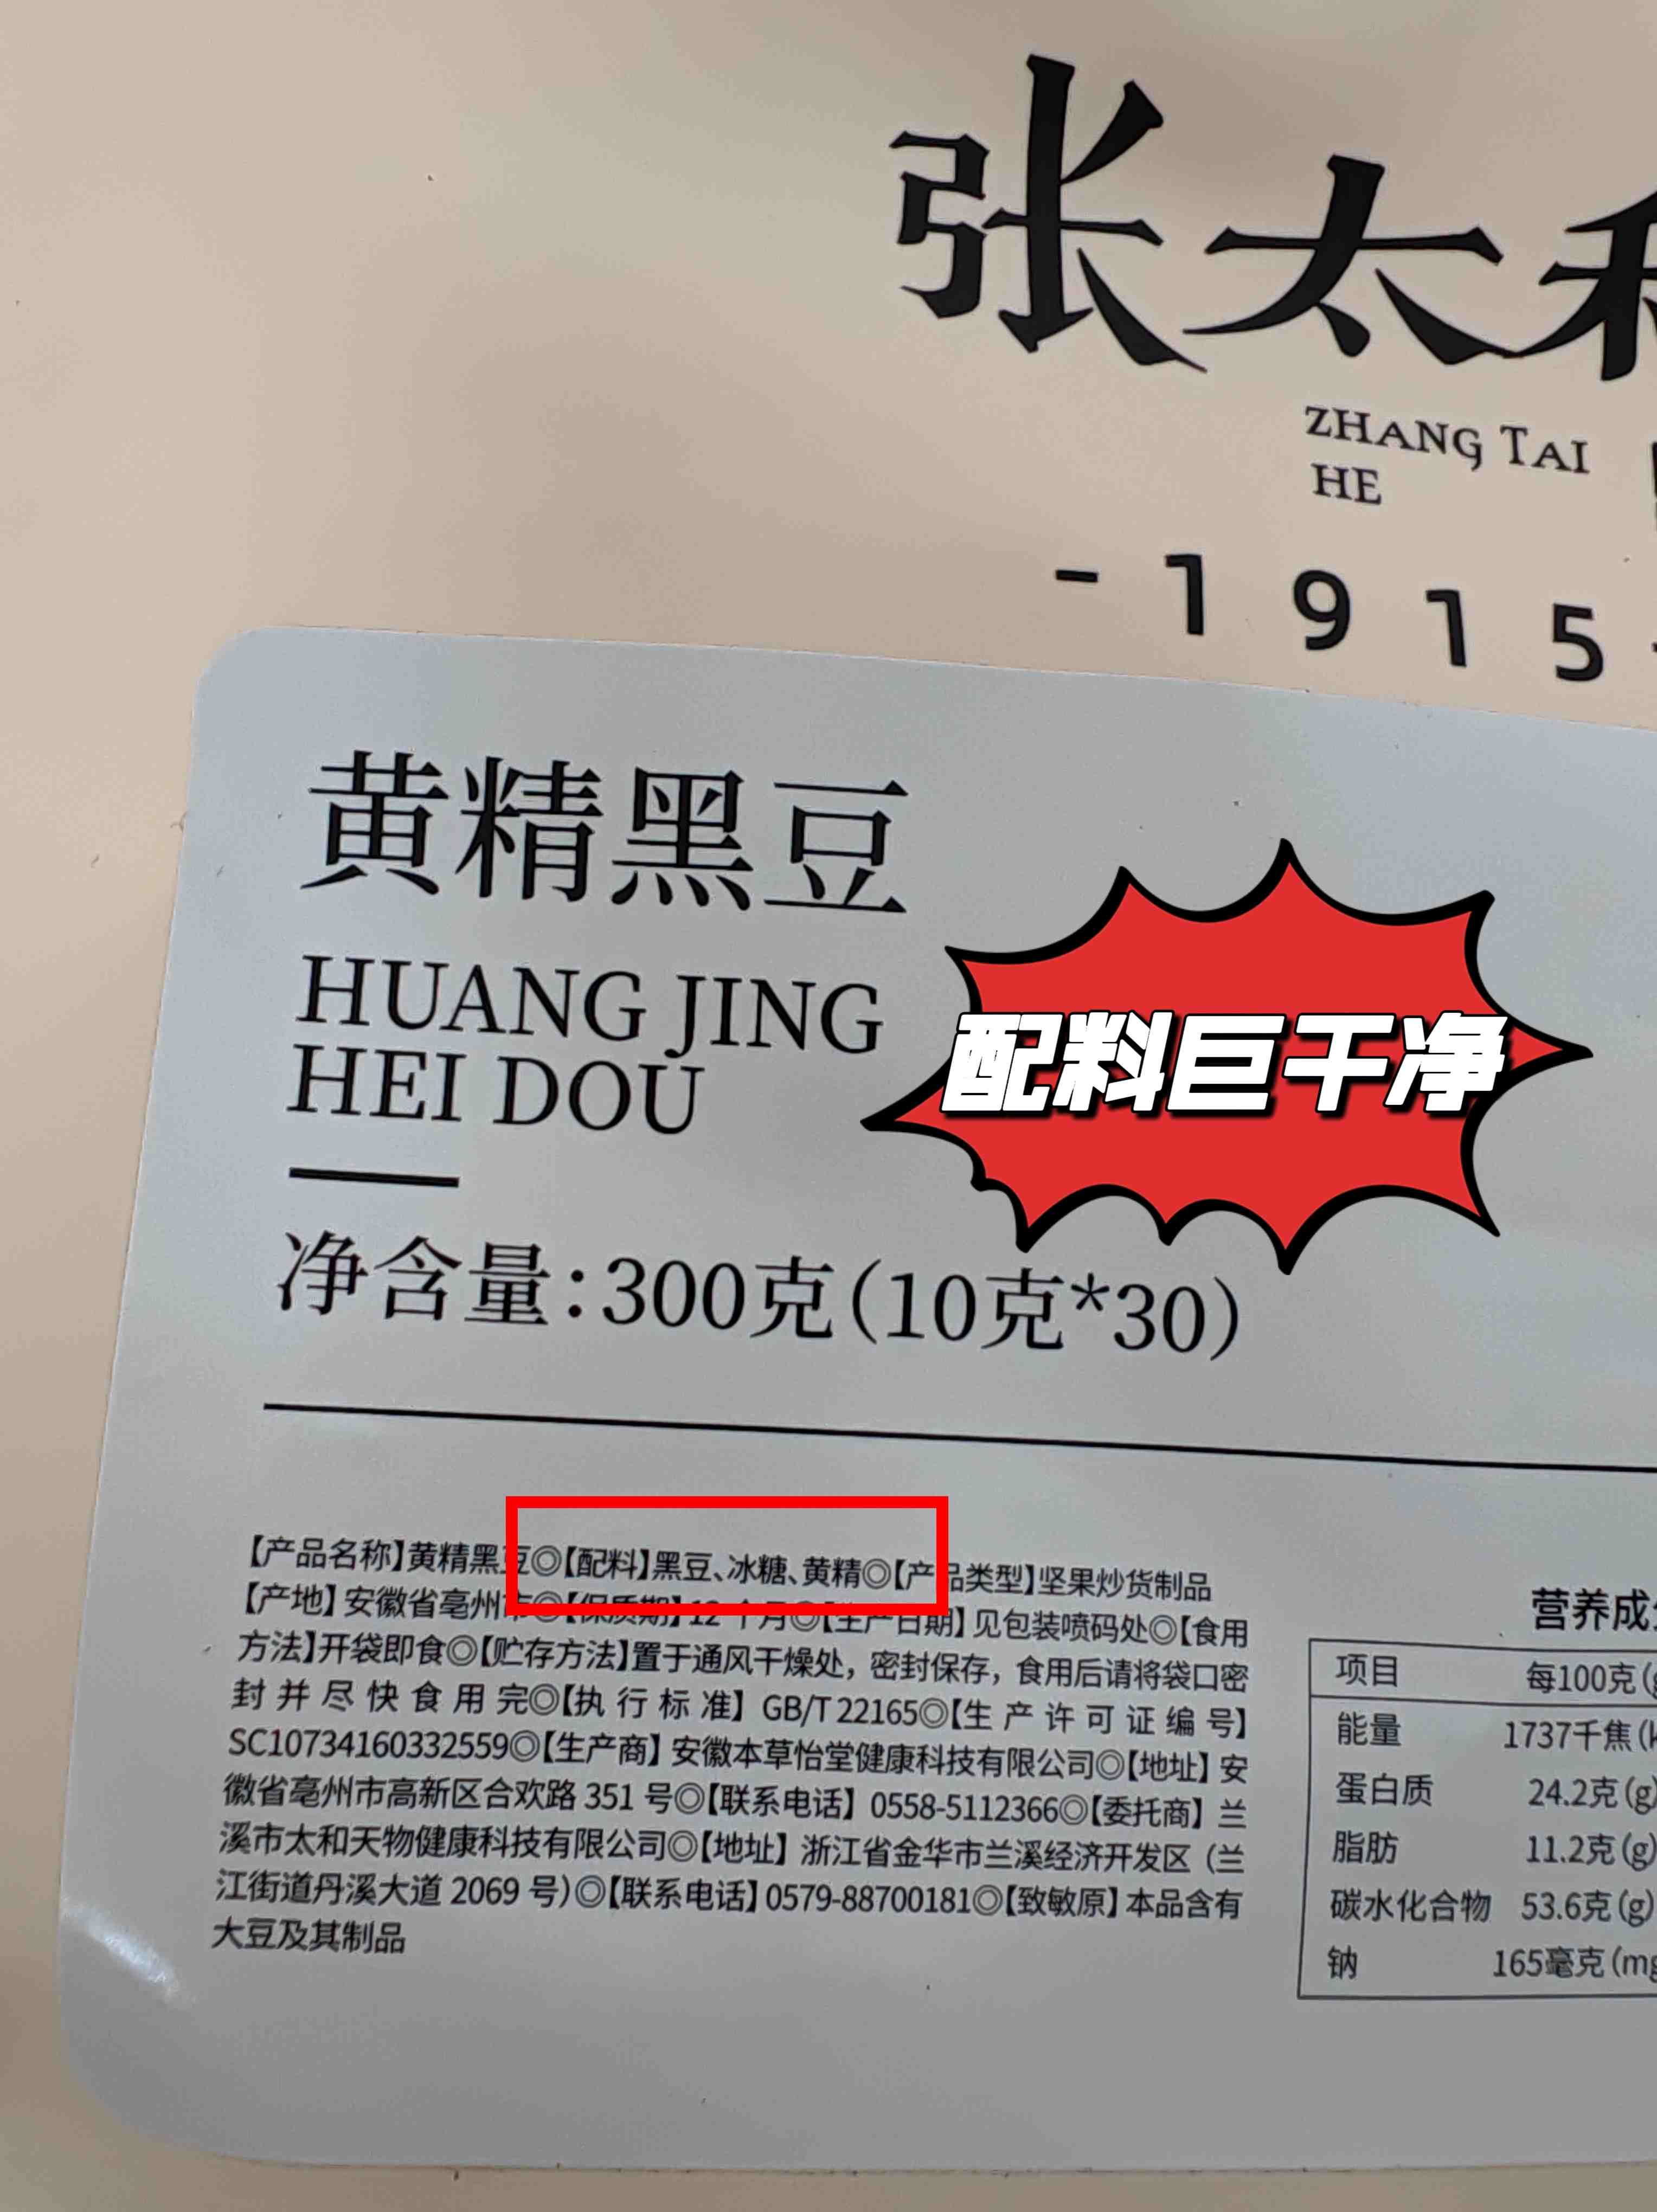 张太和
ZHANG TAI
HE
-1915-
黄精黑豆
HUANG JING
HEI DOU
配料巨干净
净含量:300克(10克*30)
【产品名称】黄精黑豆◎【配料】黑豆、冰糖、黄精◎【产品类型】坚果炒货制品
【产地】安徽省亳州市◎【保质期】12个月◎【生产日期】见包装喷码处◎【食用
方法】开袋即食◎【贮存方法】置于通风干燥处，密封保存，食用后请将袋口密
封并尽快食用完◎【执行标准】GB/T 22165◎【生产许可证编号】
SC10734160332559◎【生产商】安徽本草怡堂健康科技有限公司◎【地址】安
徽省亳州市高新区合欢路 351 号◎【联系电话】0558-5112366◎【委托商】兰
溪市太和天物健康科技有限公司◎【地址】浙江省金华市兰溪经济开发区（兰
江街道丹溪大道 2069 号）◎【联系电话】0579-88700181◎【致敏原】本品含有
大豆及其制品
营养成分
项目 每100克(g
能量 1737千焦(k
蛋白质 24.2克(g)
脂肪 11.2克(g)
碳水化合物 53.6克(g)
钠 165毫克(mg